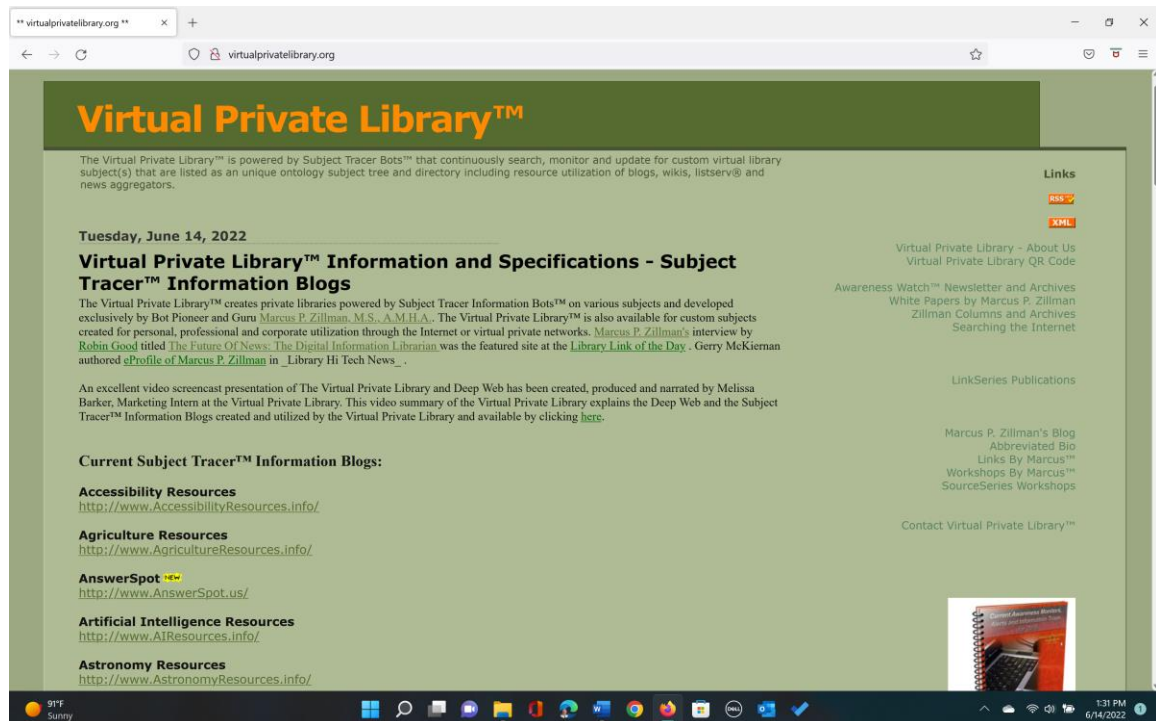 ** virtualprivatelibrary.org **
virtualprivatelibrary.org
Virtual Private Library™
The Virtual Private Library™ is powered by Subject Tracer Bots™ that continuously search, monitor and update for custom virtual library
subject(s) that are listed as an unique ontology subject tree and directory including resource utilization of blogs, wikis, listserv® and
news aggregators.
Tuesday, June 14, 2022
Virtual Private Library™ Information and Specifications - Subject
Tracer™ Information Blogs
The Virtual Private Library™ creates private libraries powered by Subject Tracer Information Bots™ on various subjects and developed
exclusively by Bot Pioneer and Guru Marcus P. Zillman, M.S., A.M.H.A.. The Virtual Private Library™ is also available for custom subjects
created for personal, professional and corporate utilization through the Internet or virtual private networks. Marcus P. Zillman's interview by
Robin Good titled The Future Of News: The Digital Information Librarian was the featured site at the Library Link of the Day . Gerry McKiernan
authored eProfile of Marcus P. Zillman in _Library Hi Tech News_ .
An excellent video screencast presentation of The Virtual Private Library and Deep Web has been created, produced and narrated by Melissa
Barker, Marketing Intern at the Virtual Private Library. This video summary of the Virtual Private Library explains the Deep Web and the Subject
Tracer™ Information Blogs created and utilized by the Virtual Private Library and available by clicking here.
Current Subject Tracer™ Information Blogs:
Accessibility Resources
http://www.AccessibilityResources.info/
Agriculture Resources
http://www.AgricultureResources.info/
AnswerSpot NEW
http://www.AnswerSpot.us/
Artificial Intelligence Resources
http://www.AIResources.info/
Astronomy Resources
http://www.AstronomyResources.info/
Links
RSS
XML
Virtual Private Library - About Us
Virtual Private Library QR Code
Awareness Watch™ Newsletter and Archives
White Papers by Marcus P. Zillman
Zillman Columns and Archives
Searching the Internet
LinkSeries Publications
Marcus P. Zillman's Blog
Abbreviated Bio
Links By Marcus™
Workshops By Marcus™
SourceSeries Workshops
Contact Virtual Private Library™
Current Awareness Monitors,
91°F
Sunny
DELL
1:31 PM
6/14/2022
1